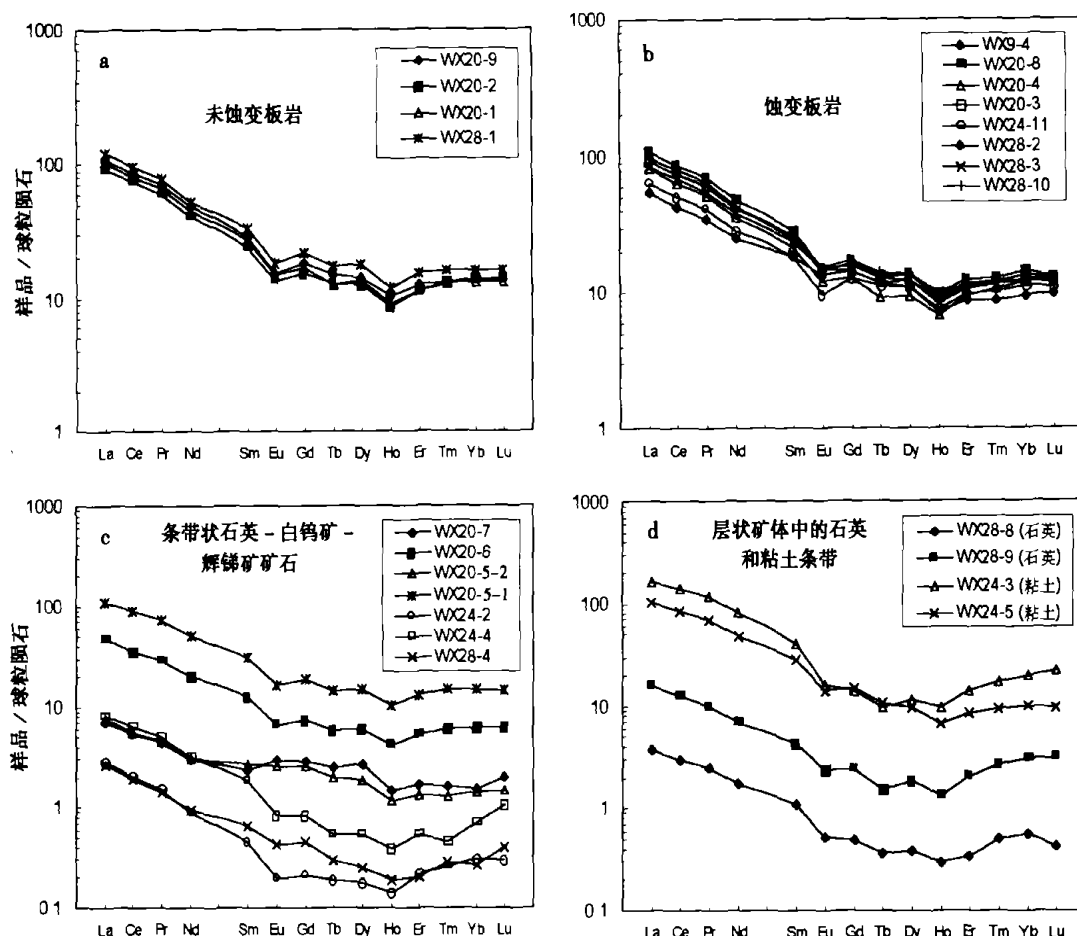 1000
100
10
1
样品 / 球粒陨石
a
未蚀变板岩
WX20-9
WX20-2
WX20-1
WX28-1
La Ce Pr Nd Sm Eu Gd Tb Dy Ho Er Tm Yb Lu
1000
100
10
1
b
蚀变板岩
WX9-4
WX20-8
WX20-4
WX20-3
WX24-11
WX28-2
WX28-3
WX28-10
La Ce Pr Nd Sm Eu Gd Tb Dy Ho Er Tm Yb Lu
1000
100
10
1
0 1
样品 / 球粒陨石
c
条带状石英 - 白钨矿 -
辉锑矿矿石
WX20-7
WX20-6
WX20-5-2
WX20-5-1
WX24-2
WX24-4
WX28-4
La Ce Pr Nd Sm Eu Gd Tb Dy Ho Er Tm Yb Lu
1000
100
10
1
0 1
d
层状矿体中的石英
和粘土条带
WX28-8 (石英)
WX28-9 (石英)
WX24-3 (粘土)
WX24-5 (粘土)
La Ce Pr Nd Sm Eu Gd Tb Dy Ho Er Tm Yb Lu